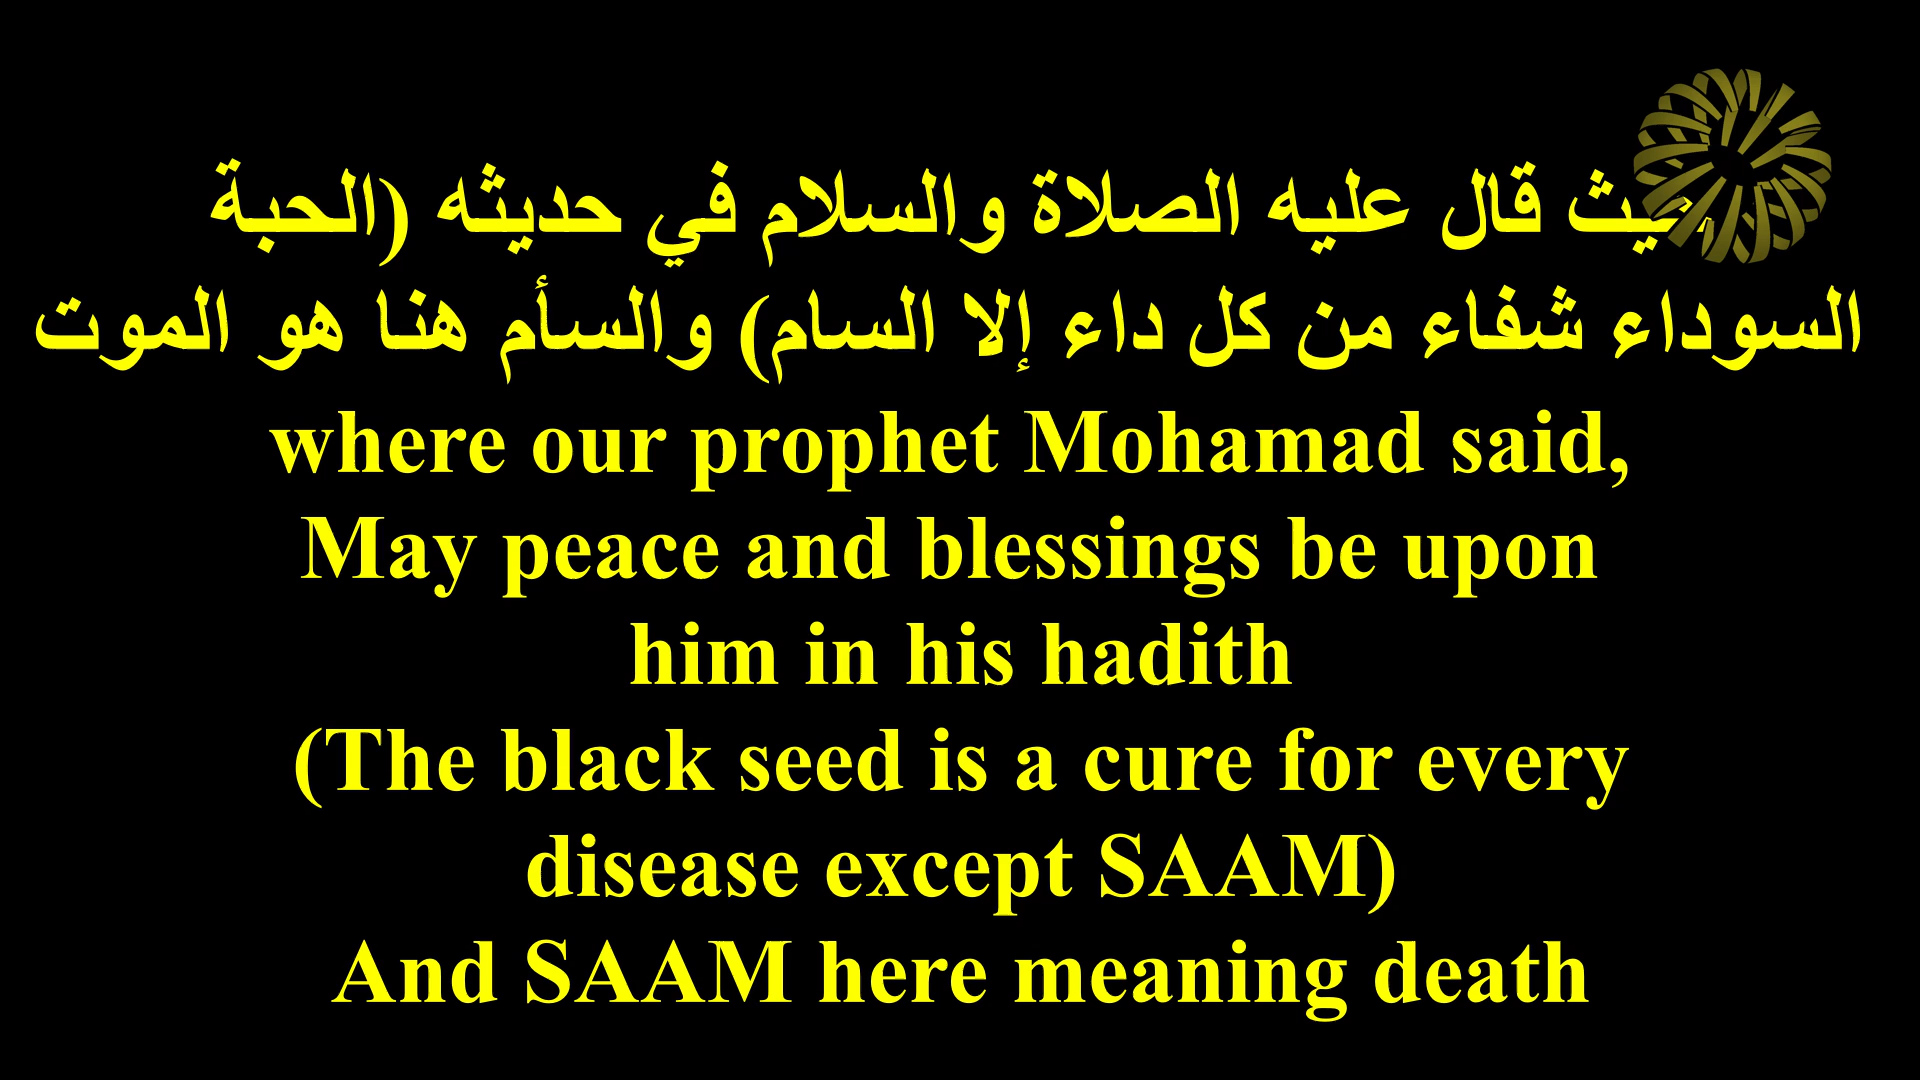 حيث قال عليه الصلاة والسلام في حديثه (الحبة
السوداء شفاء من كل داء إلا السام) والسأم هنا هو الموت
where our prophet Mohamad said,
May peace and blessings be upon
him in his hadith
(The black seed is a cure for every
disease except SAAM)
And SAAM here meaning death